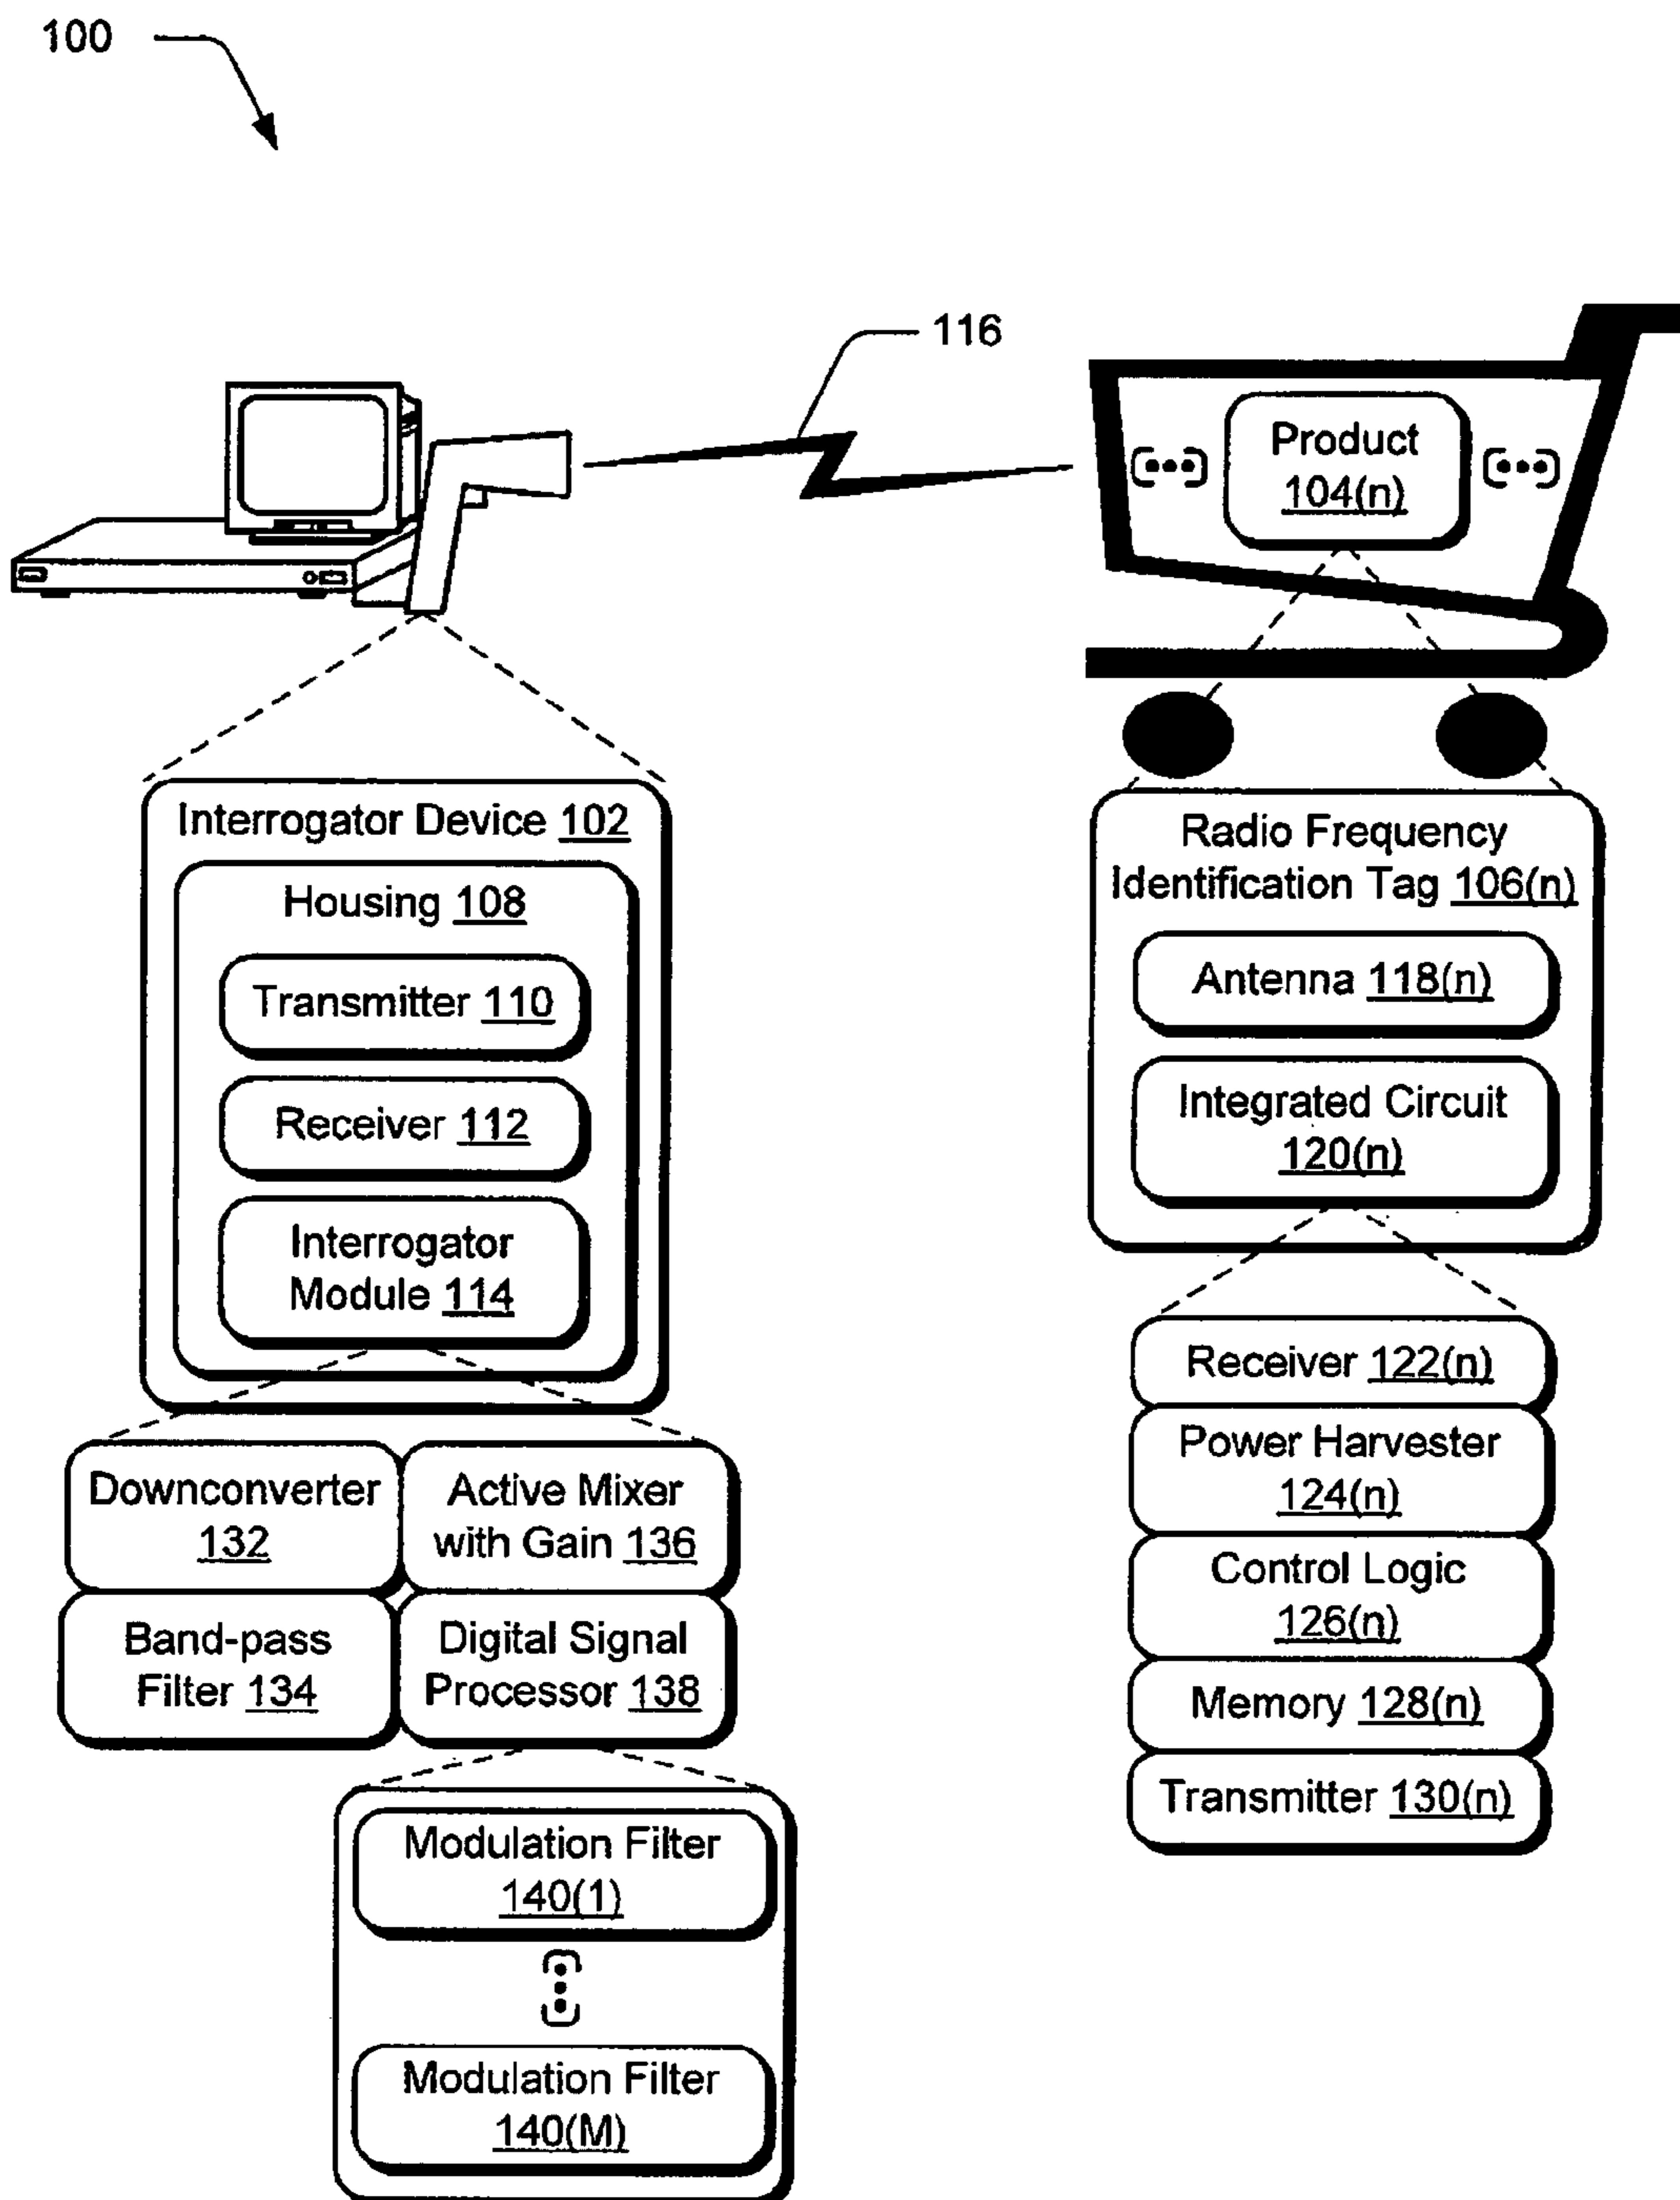 100
116
Product
104(n)
Interrogator Device 102
Housing 108
Transmitter 110
Receiver 112
Interrogator
Module 114
Downconverter
132
Active Mixer
with Gain 136
Band-pass
Filter 134
Digital Signal
Processor 138
Modulation Filter
140(1)
Modulation Filter
140(M)
Radio Frequency
Identification Tag 106(n)
Antenna 118(n)
Integrated Circuit
120(n)
Receiver 122(n)
Power Harvester
124(n)
Control Logic
126(n)
Memory 128(n)
Transmitter 130(n)